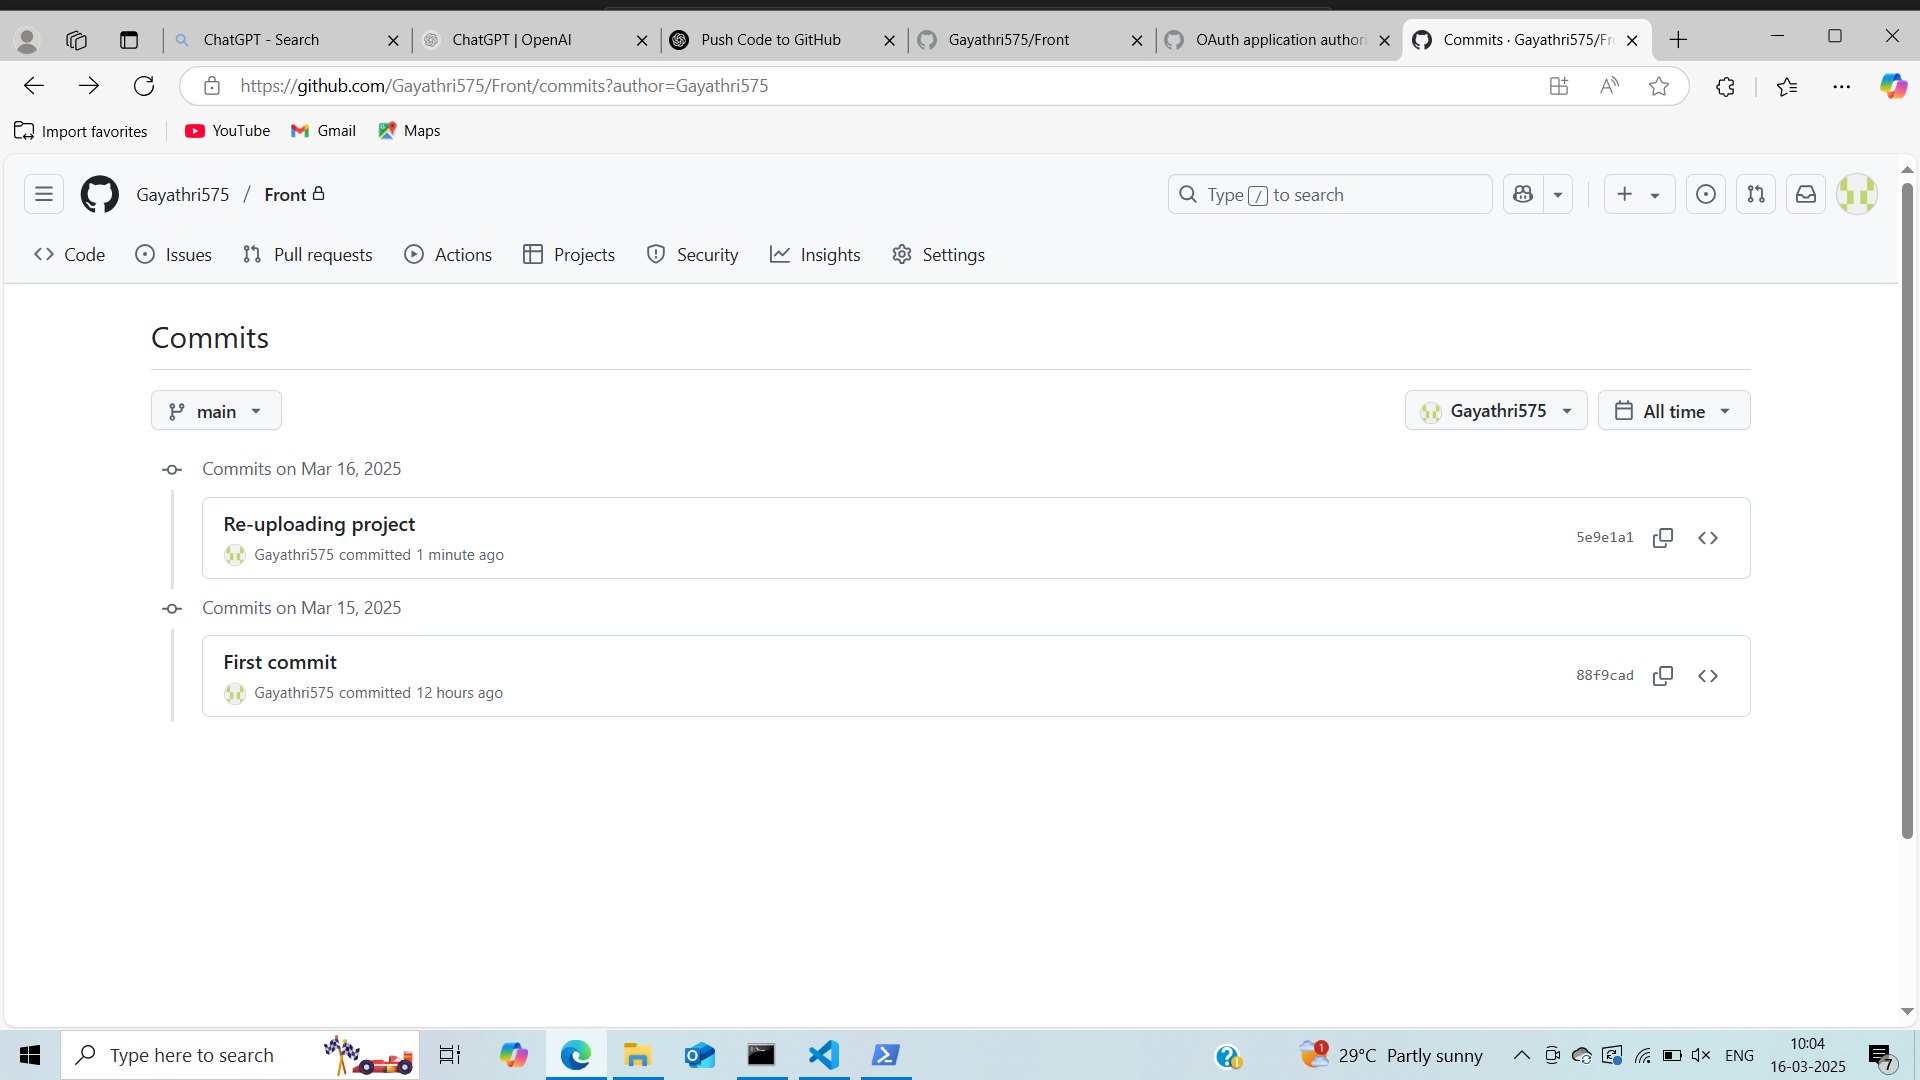 ChatGPT - Search
ChatGPT | OpenAI
Push Code to GitHub
Gayathri575/Front
OAuth application authori
Commits · Gayathri575/Fr
https://github.com/Gayathri575/Front/commits?author=Gayathri575
Import favorites
YouTube
Gmail
Maps
Gayathri575 / Front
Type / to search
Code
Issues
Pull requests
Actions
Projects
Security
Insights
Settings
Commits
main
Gayathri575
All time
Commits on Mar 16, 2025
Re-uploading project
Gayathri575 committed 1 minute ago
5e9e1a1
Commits on Mar 15, 2025
First commit
Gayathri575 committed 12 hours ago
88f9cad
Type here to search
1
29°C Partly sunny
ENG
10:04
16-03-2025
7